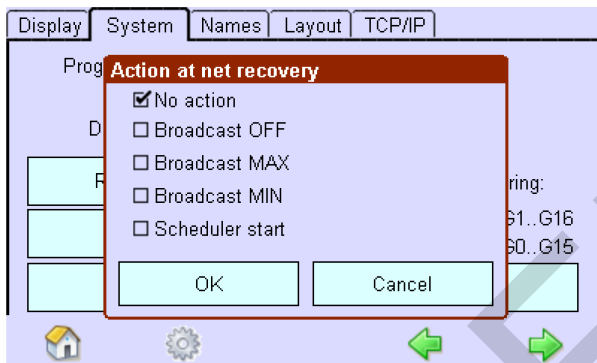 Display System Names Layout TCP/IP
Prog
Action at net recovery
No action
D
Broadcast OFF
Broadcast MAX
R
ring:
Broadcast MIN
G1..G16
Scheduler start
G0..G15
OK Cancel